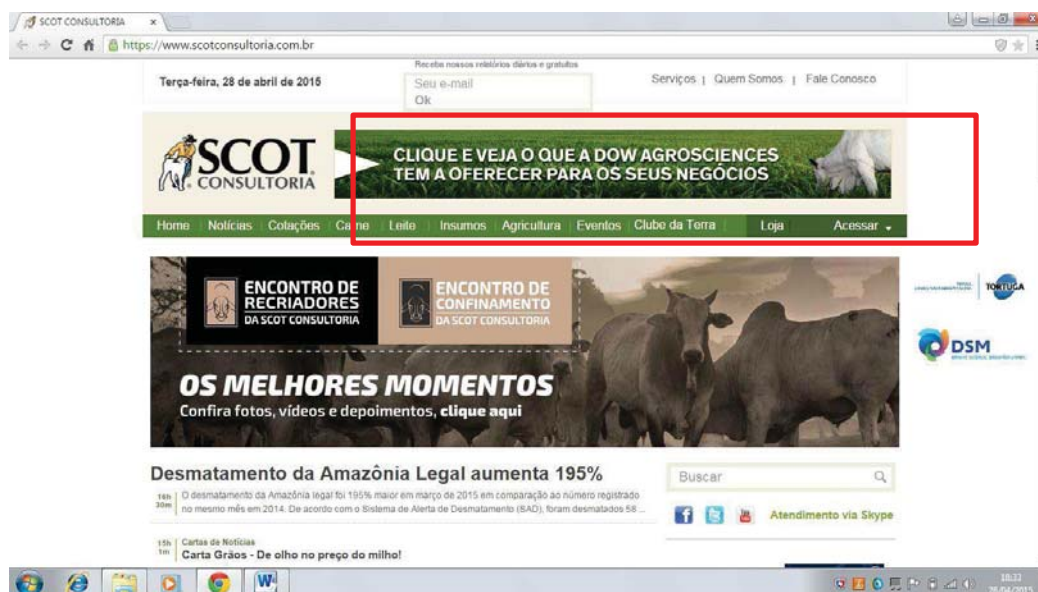 SCOT CONSULTORIA
https://www.scotconsultoria.com.br
Receba nossos relatórios diários e gratuitos
Terça-feira, 28 de abril de 2015
Seu e-mail
Ok
Serviços | Quem Somos | Fale Conosco
SCOT
CONSULTORIA
CLIQUE E VEJA O QUE A DOW AGROSCIENCES
TEM A OFERECER PARA OS SEUS NEGÓCIOS
Home Notícias Cotações Carne Leite Insumos Agricultura Eventos Clube da Terra Loja Acessar
ENCONTRO DE
RECRIADORES
DA SCOT CONSULTORIA
ENCONTRO DE
CONFINAMENTO
DA SCOT CONSULTORIA
TORTUGA
DSM
OS MELHORES MOMENTOS
Confira fotos, vídeos e depoimentos, clique aqui
Desmatamento da Amazônia Legal aumenta 195%
16h
30m
O desmatamento da Amazônia legal foi 195% maior em março de 2015 em comparação ao número registrado
no mesmo mês em 2014. De acordo com o Sistema de Alerta de Desmatamento (SAD), foram desmatados 58 ...
Buscar
Atendimento via Skype
15h
1m
Cartas de Notícias
Carta Grãos - De olho no preço do milho!
18:33
28/04/2015